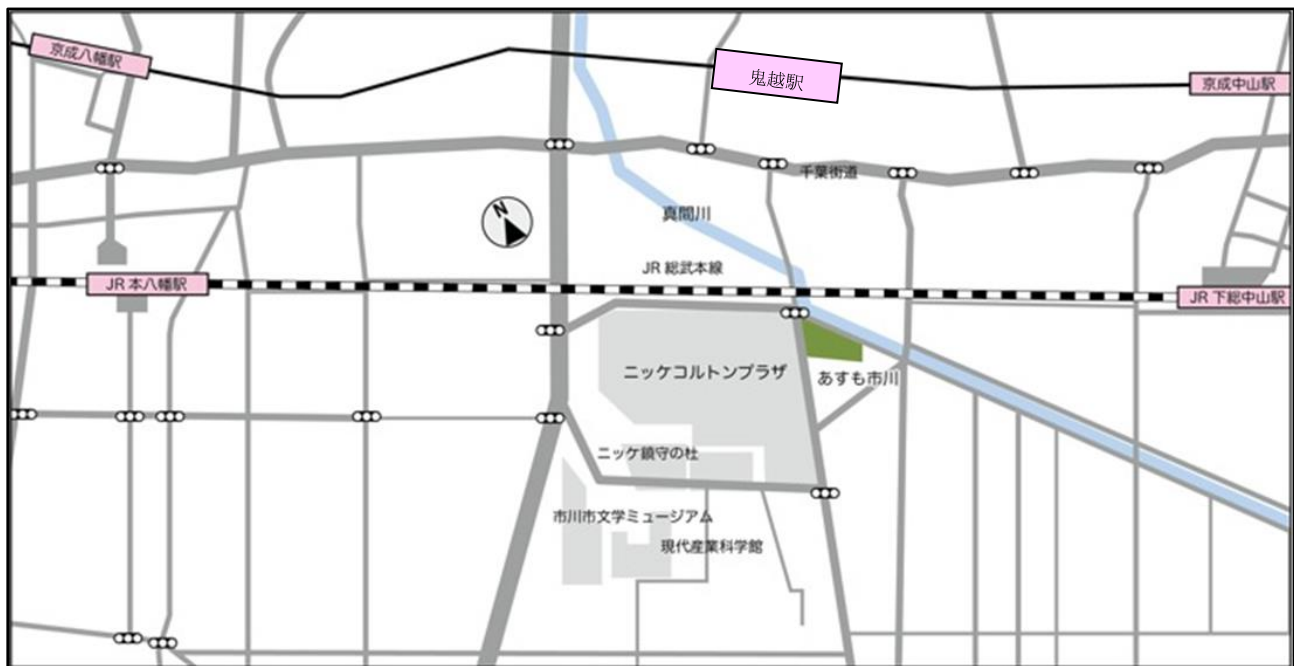 京成八幡駅
鬼越駅
京成中山駅
千葉街道
N
真間川
JR 総武本線
JR 本八幡駅
JR 下総中山駅
ニッケコルトンプラザ
あすも市川
ニッケ鎮守の杜
市川市文学ミュージアム
現代産業科学館